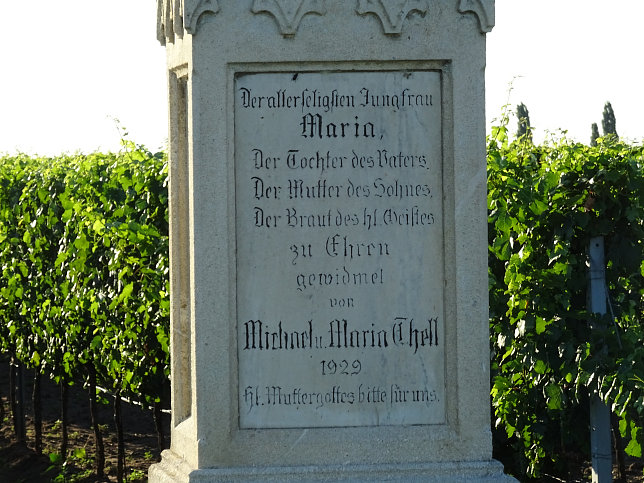 Der allerseligsten Jungfrau
Maria,
Der Tochter des Vaters,
Der Mutter des Sohnes,
Der Braut des hl. Geistes
zu Ehren
gewidmet
von
Michael u. Maria Thell
1929
hl. Muttergottes bitte für uns.